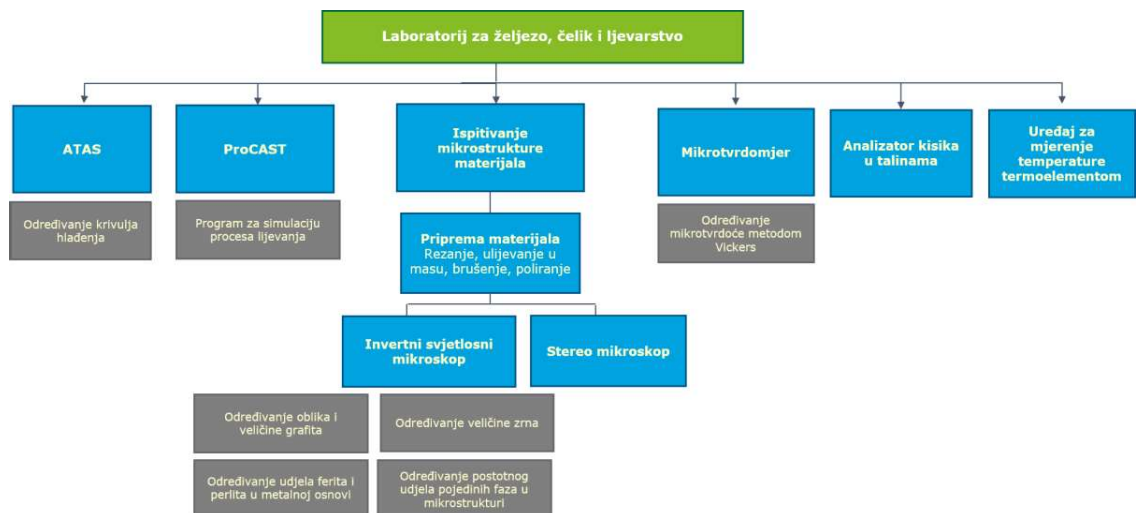 Laboratorij za željezo, čelik i ljevarstvo
ATAS
ProCAST
Ispitivanje
mikrostrukture
materijala
Mikrotvrdomjer
Analizator kisika
u talinama
Uređaj za
mjerenje
temperature
termoelementom
Određivanje krivulja
hlađenja
Program za simulaciju
procesa lijevanja
Određivanje
mikrotvrdoće metodom
Vickers
Priprema materijala
Rezanje, ulijevanje u
masu, brušenje, poliranje
Invertni svjetlosni
mikroskop
Stereo mikroskop
Određivanje oblika i
veličine grafita
Određivanje veličine zrna
Određivanje udjela ferita i
perlita u metalnoj osnovi
Određivanje postotnog
udjela pojedinih faza u
mikrostrukturi